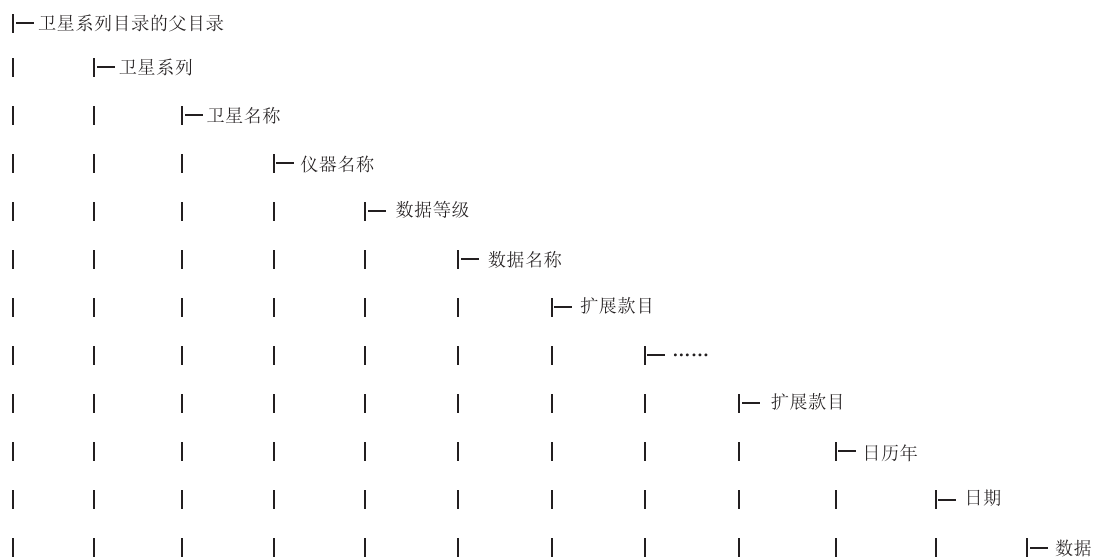 卫星系列目录的父目录
卫星系列
卫星名称
仪器名称
数据等级
数据名称
扩展款目
……
扩展款目
日历年
日期
数据